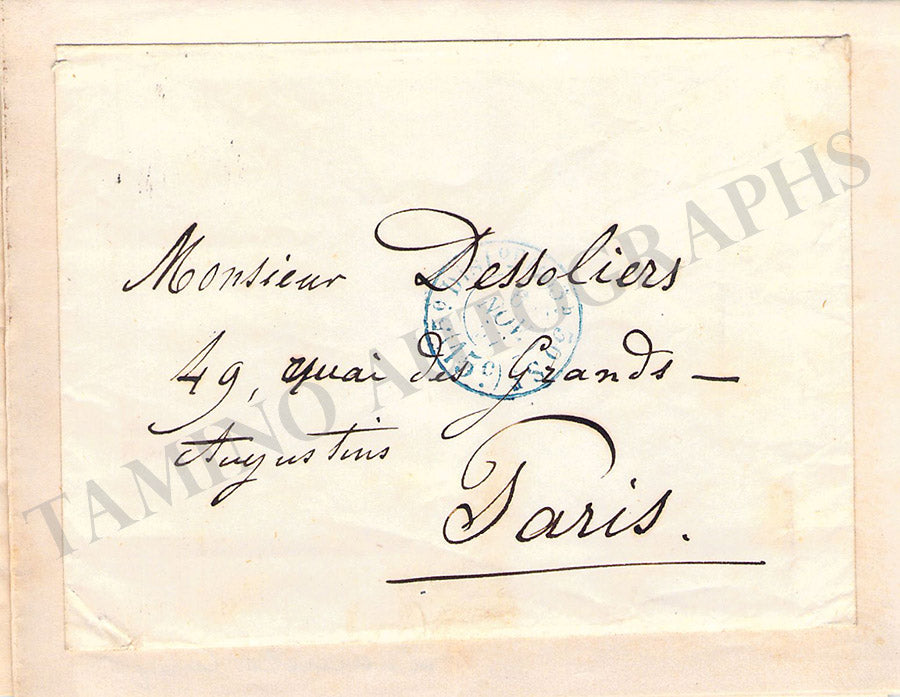 Monsieur Dessoliers
49, quai des Grands —
Augustins
Paris.
TAMINO AUTOGRAPHS